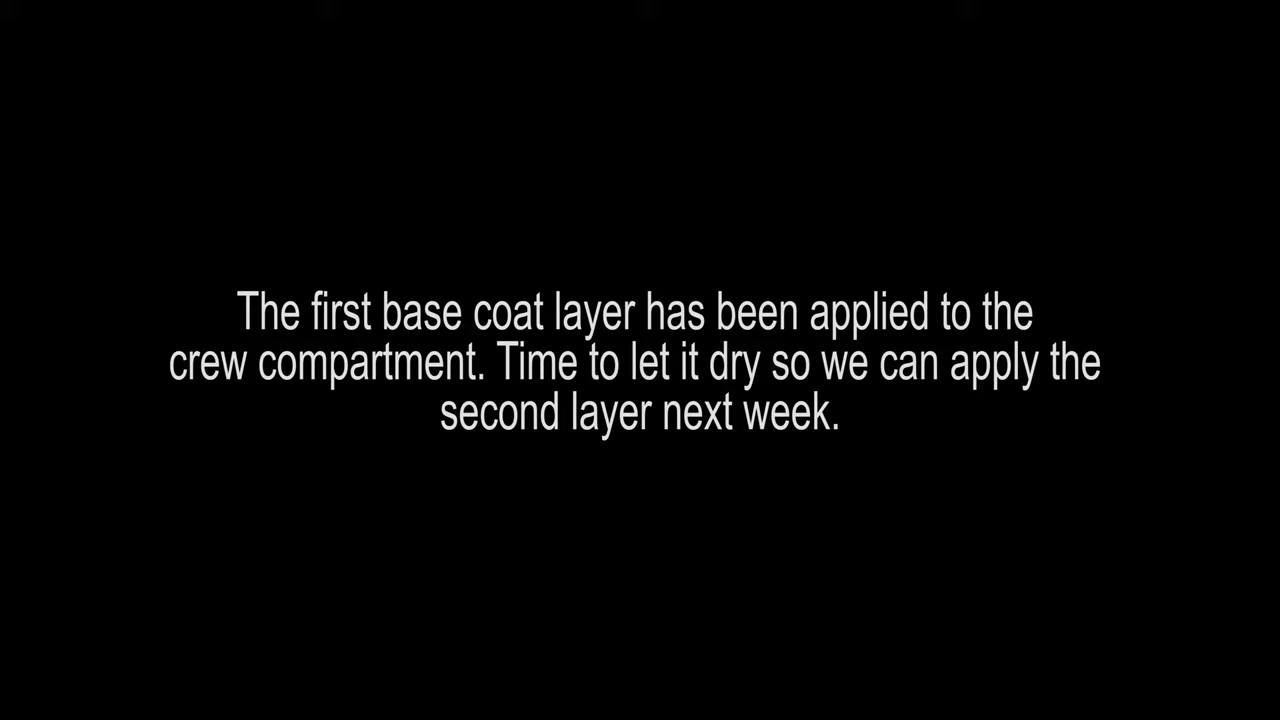 The first base coat layer has been applied to the
crew compartment. Time to let it dry so we can apply the
second layer next week.